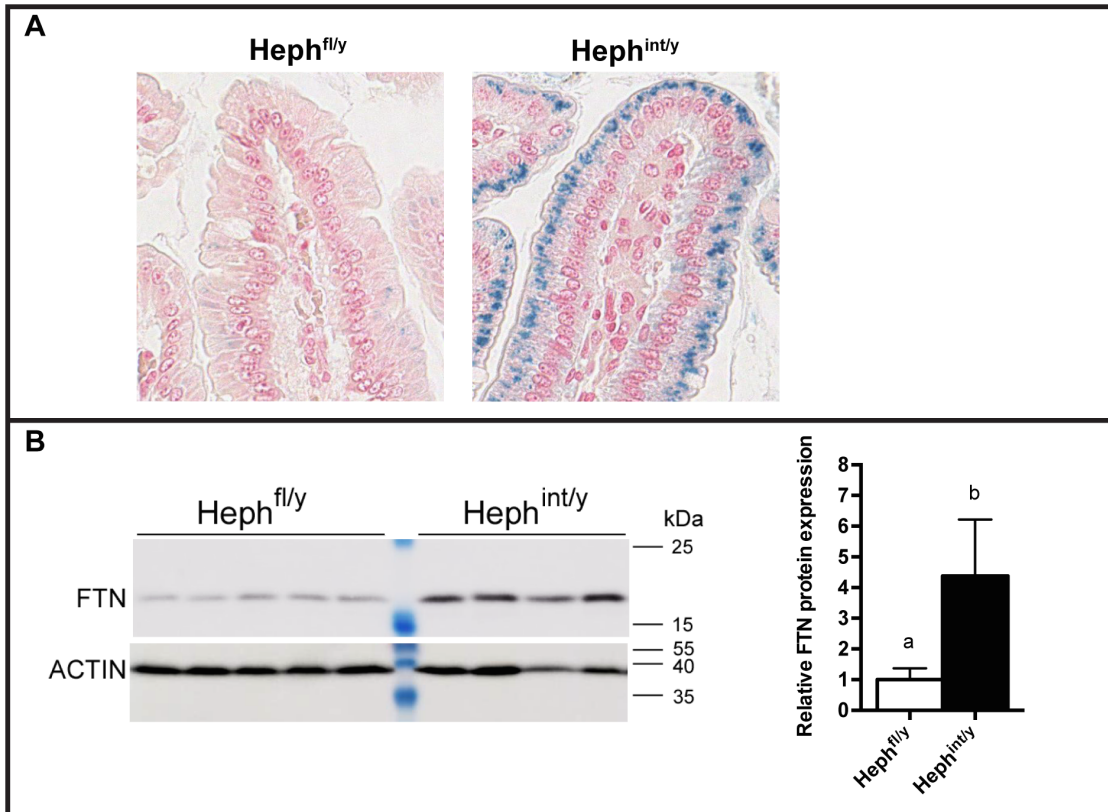 A
Heph^fl/y
Heph^int/y
B
Heph^fl/y
Heph^int/y
kDa
25
FTN
15
55
ACTIN
40
35
Relative FTN protein expression
8
7
6
5
4
3
2
1
0
a
b
Heph^fl/y
Heph^int/y